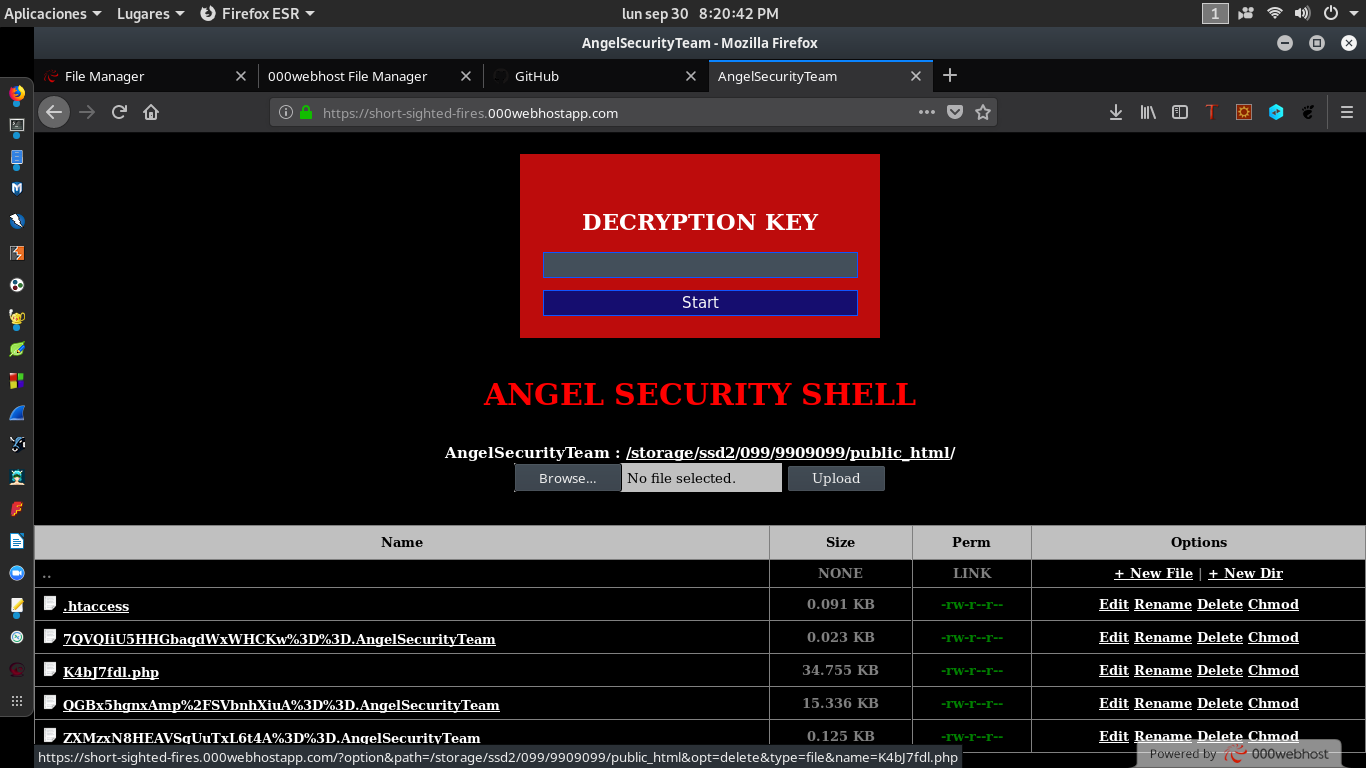 Aplicaciones Lugares Firefox ESR lun sep 30 8:20:42 PM 1
AngelSecurityTeam - Mozilla Firefox
File Manager 000webhost File Manager GitHub AngelSecurityTeam
https://short-sighted-fires.000webhostapp.com
DECRYPTION KEY
Start
ANGEL SECURITY SHELL
AngelSecurityTeam : /storage/ssd2/099/9909099/public_html/
Browse... No file selected. Upload
Name Size Perm Options
.. NONE LINK + New File | + New Dir
.htaccess 0.091 KB -rw-r--r-- Edit Rename Delete Chmod
7QVQIiU5HHGbaqdWxWHCKw%3D%3D.AngelSecurityTeam 0.023 KB -rw-r--r-- Edit Rename Delete Chmod
K4bJ7fdl.php 34.755 KB -rw-r--r-- Edit Rename Delete Chmod
QGBx5hgnxAmp%2FSVbnhXiuA%3D%3D.AngelSecurityTeam 15.336 KB -rw-r--r-- Edit Rename Delete Chmod
ZXMzxN8HEAVSqUuTxL6t4A%3D%3D.AngelSecurityTeam 0.125 KB -rw-r--r-- Edit Rename Delete Chmod
https://short-sighted-fires.000webhostapp.com/?option&path=/storage/ssd2/099/9909099/public_html&opt=delete&type=file&name=K4bJ7fdl.php
Powered by 000webhost